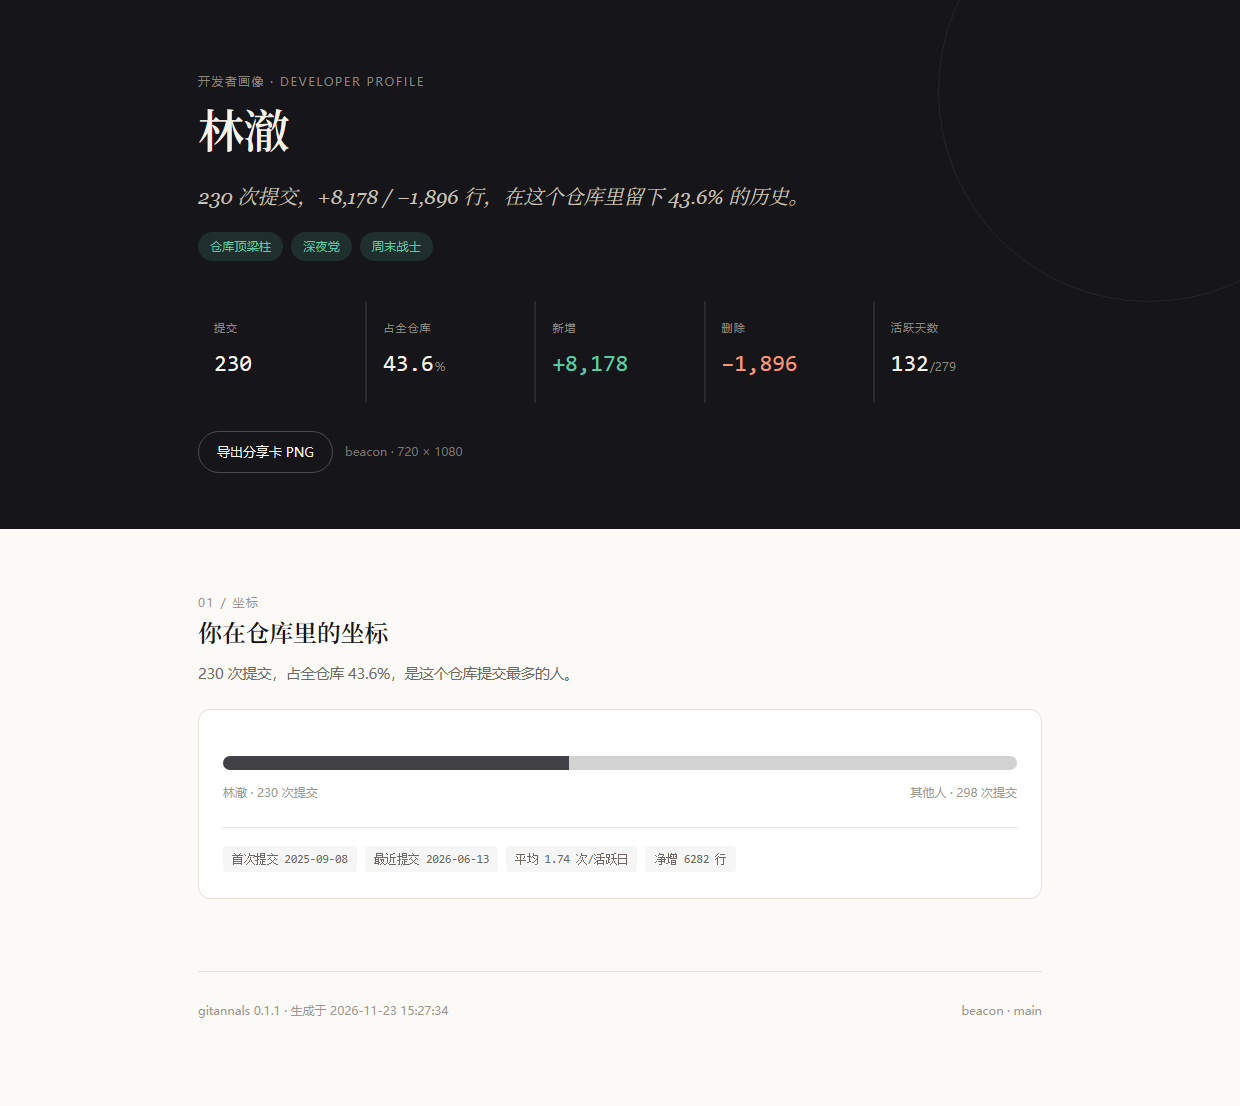 开发者画像 · DEVELOPER PROFILE
林澈
230 次提交，+8,178 / −1,896 行，在这个仓库里留下 43.6% 的历史。
仓库顶梁柱 深夜党 周末战士
提交 占全仓库 新增 删除 活跃天数
230 43.6% +8,178 −1,896 132/279
导出分享卡 PNG beacon · 720 × 1080
01 / 坐标
你在仓库里的坐标
230 次提交，占全仓库 43.6%，是这个仓库提交最多的人。
林澈 · 230 次提交 其他人 · 298 次提交
首次提交 2025-09-08 最近提交 2026-06-13 平均 1.74 次/活跃日 净增 6282 行
gitannals 0.1.1 · 生成于 2026-11-23 15:27:34 beacon · main